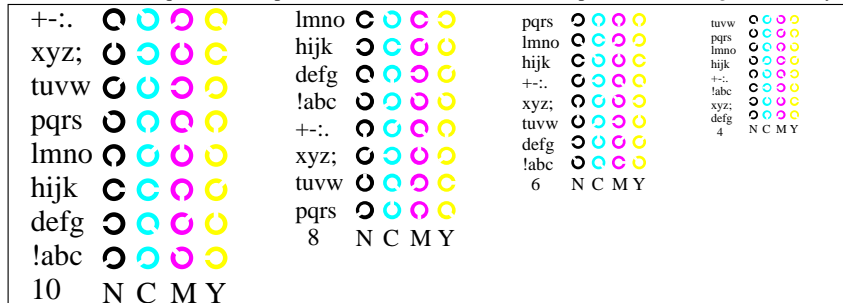 +-:.
xyz;
tuvw
pqrs
lmno
hijk
defg
!abc
10 N C M Y
lmno
hijk
defg
!abc
+-:.
xyz;
tuvw
pqrs
8 N C M Y
pqrs
lmno
hijk
+-:.
xyz;
tuvw
defg
!abc
6 N C M Y
tuvw
pqrs
lmno
hijk
+-:.
!abc
xyz;
defg
4 N C M Y